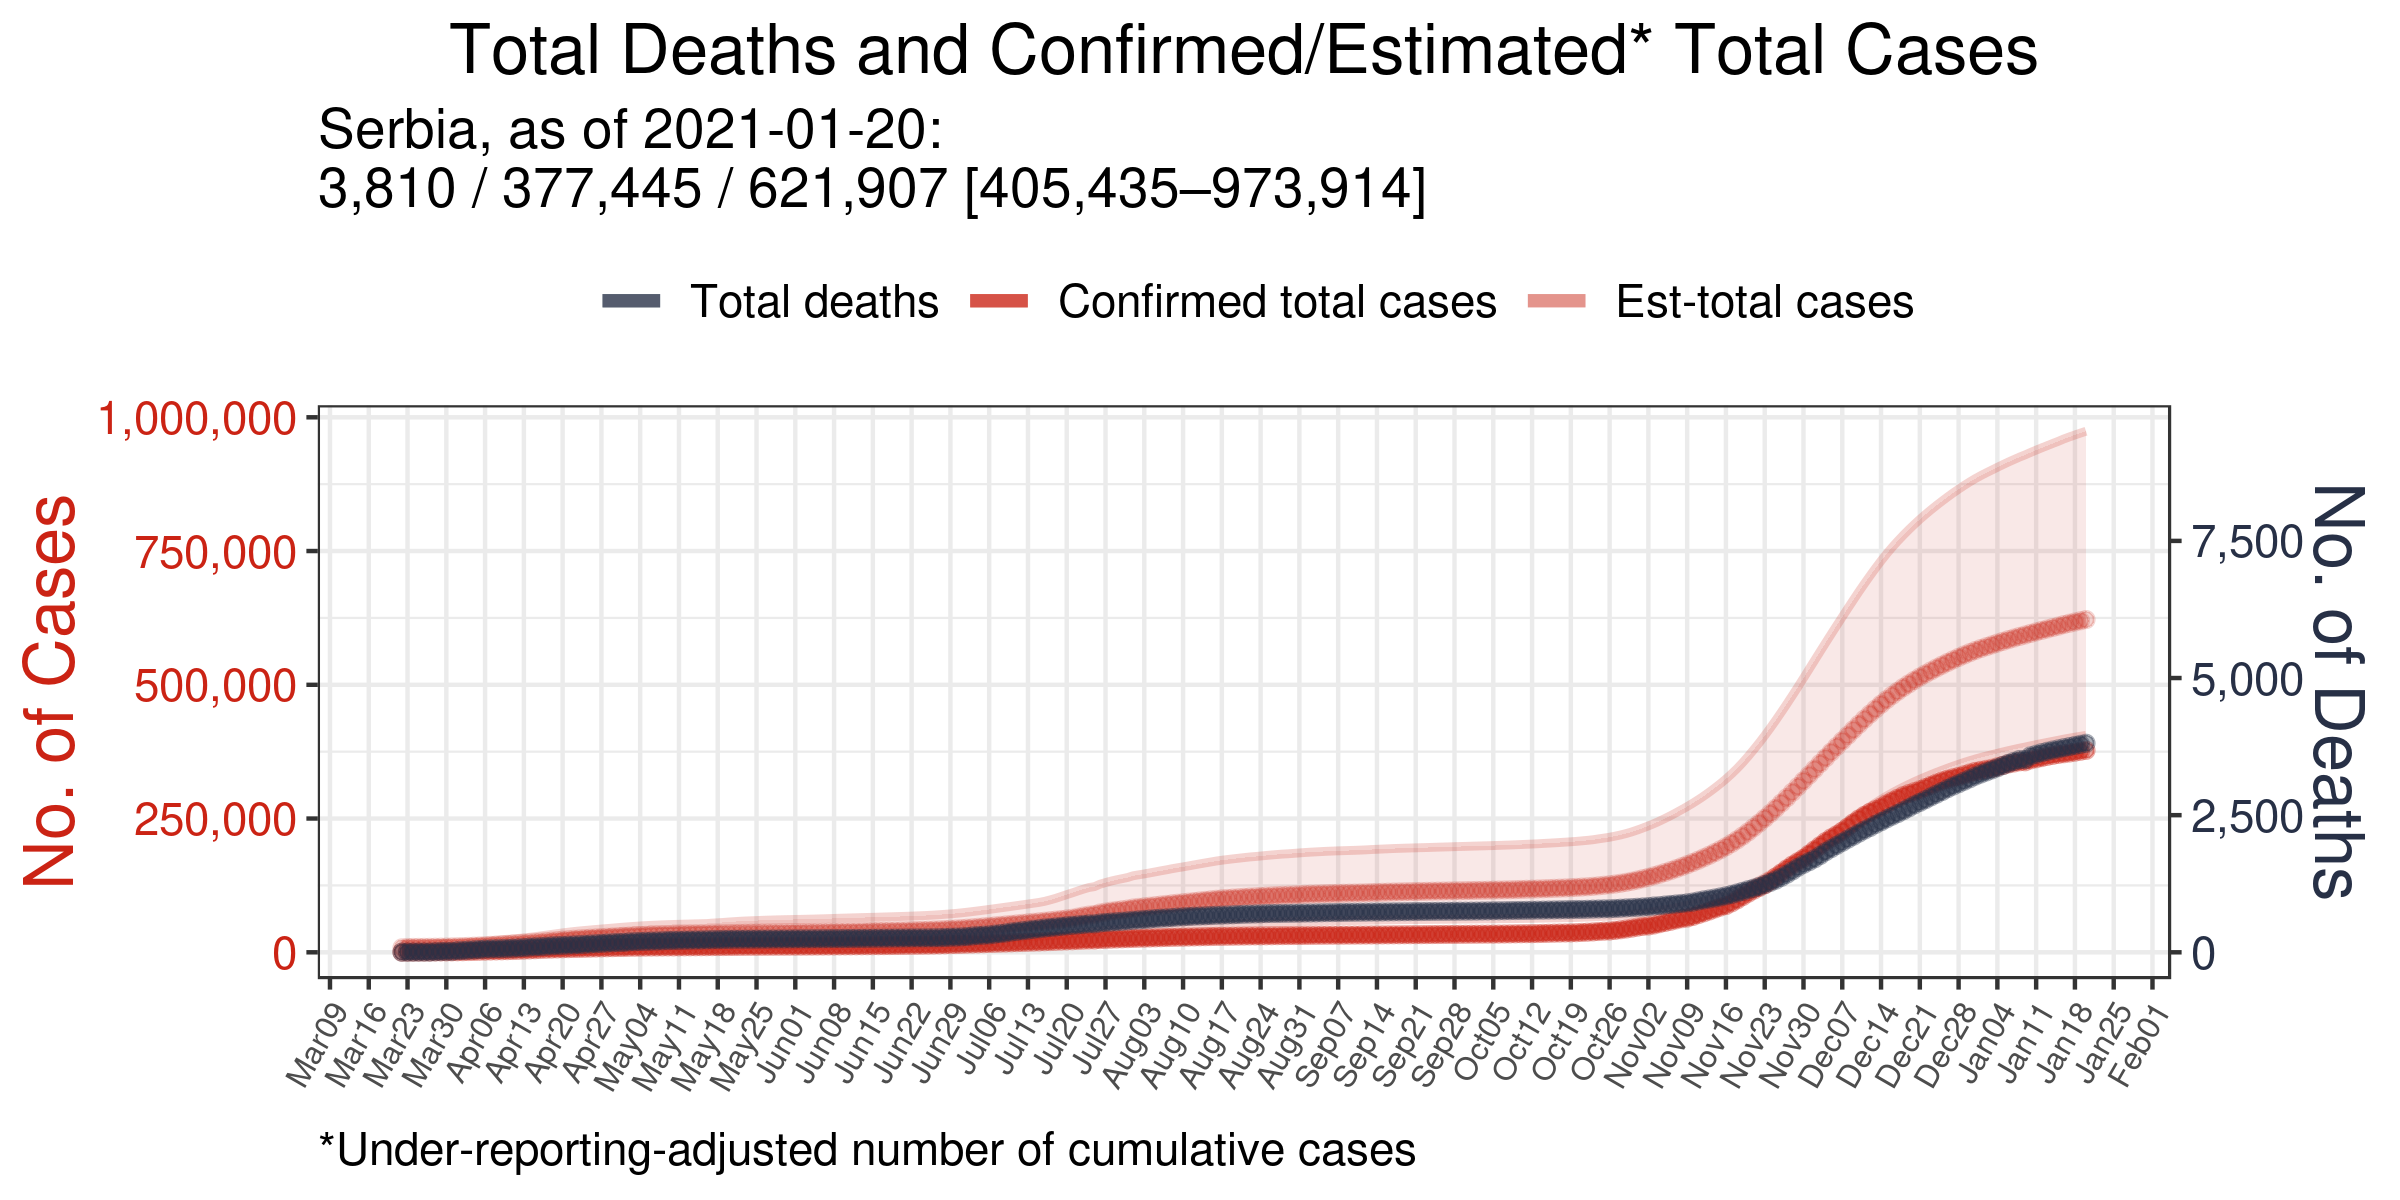 Total Deaths and Confirmed/Estimated* Total Cases
Serbia, as of 2021-01-20:
3,810 / 377,445 / 621,907 [405,435–973,914]
Total deaths
Confirmed total cases
Est-total cases
No. of Cases
1,000,000
750,000
500,000
250,000
0
7,500
5,000
2,500
0
No. of Deaths
Mar09
Mar16
Mar23
Mar30
Apr06
Apr13
Apr20
Apr27
May04
May11
May18
May25
Jun01
Jun08
Jun15
Jun22
Jun29
Jul06
Jul13
Jul20
Jul27
Aug03
Aug10
Aug17
Aug24
Aug31
Sep07
Sep14
Sep21
Sep28
Oct05
Oct12
Oct19
Oct26
Nov02
Nov09
Nov16
Nov23
Nov30
Dec07
Dec14
Dec21
Dec28
Jan04
Jan11
Jan18
Jan25
Feb01
*Under-reporting-adjusted number of cumulative cases